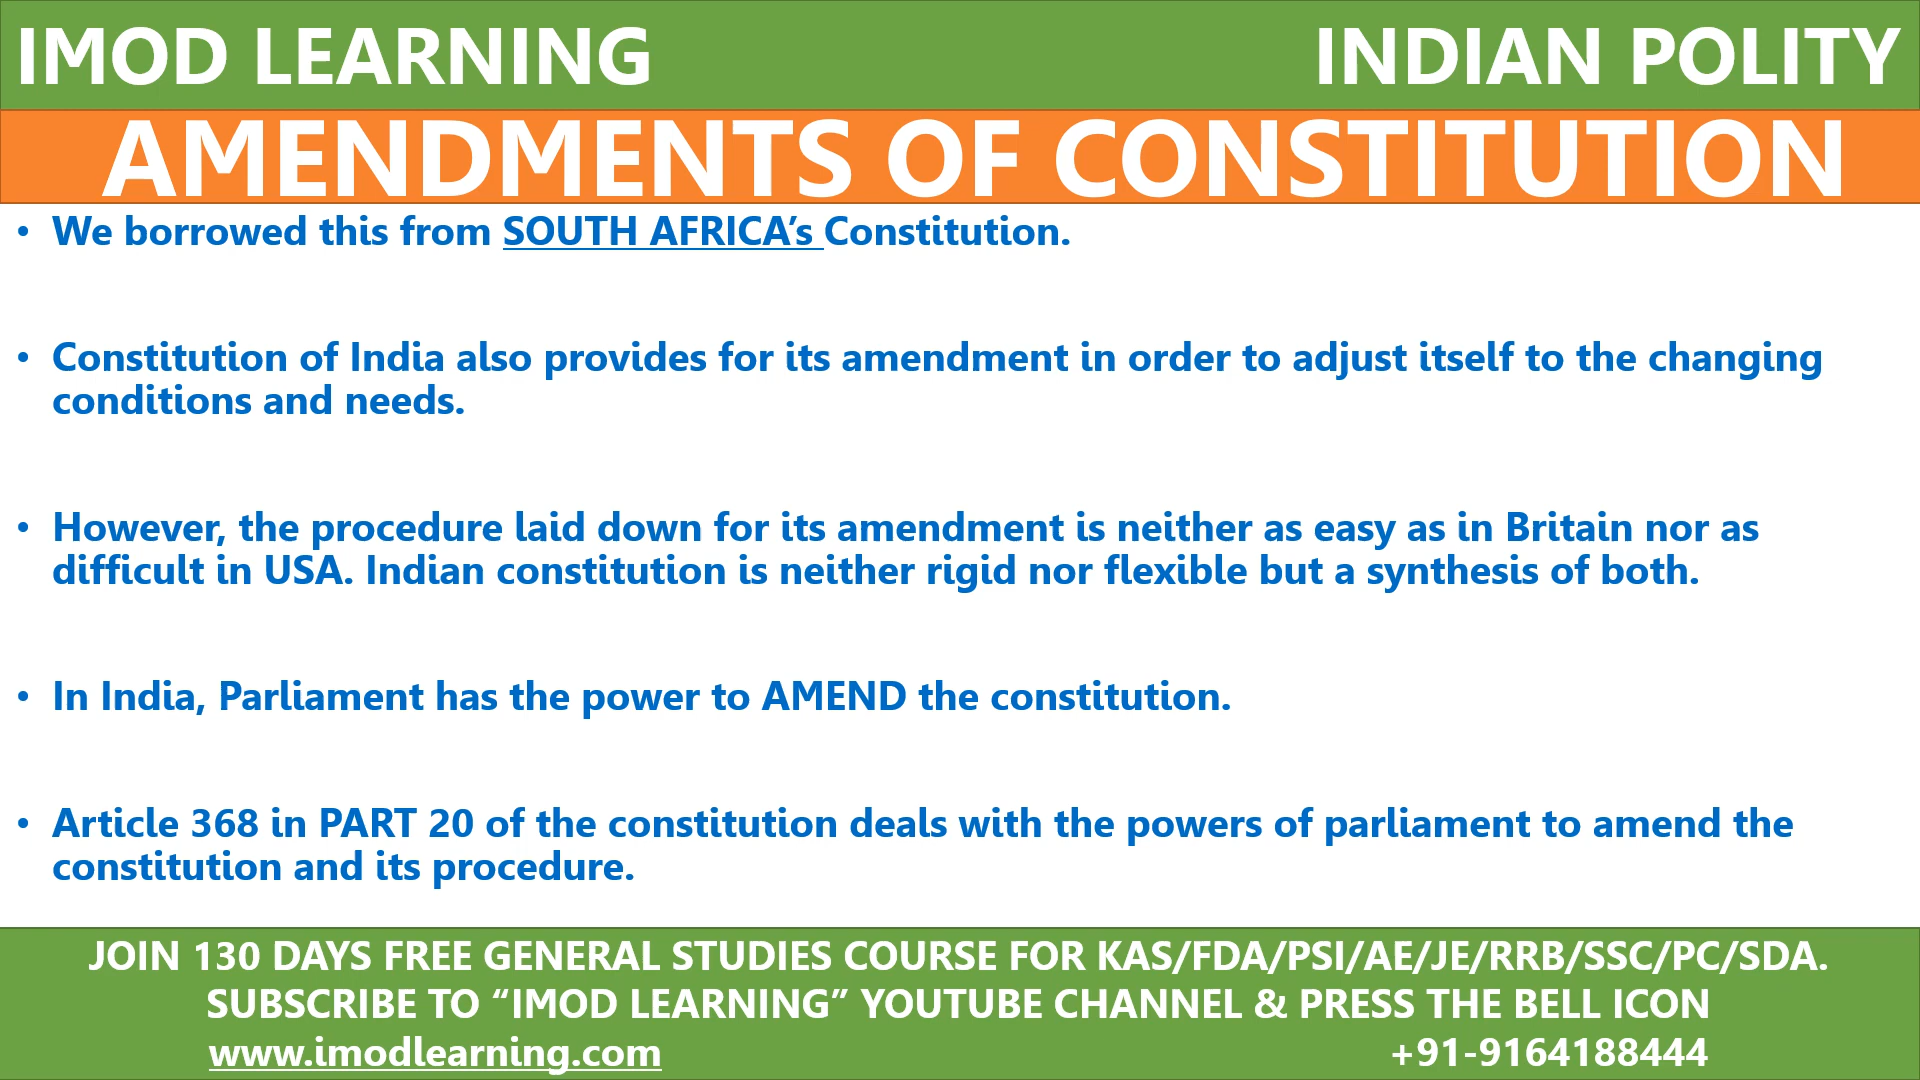 IMOD LEARNING INDIAN POLITY
AMENDMENTS OF CONSTITUTION
• We borrowed this from SOUTH AFRICA’s Constitution.
• Constitution of India also provides for its amendment in order to adjust itself to the changing
conditions and needs.
• However, the procedure laid down for its amendment is neither as easy as in Britain nor as
difficult in USA. Indian constitution is neither rigid nor flexible but a synthesis of both.
• In India, Parliament has the power to AMEND the constitution.
• Article 368 in PART 20 of the constitution deals with the powers of parliament to amend the
constitution and its procedure.
JOIN 130 DAYS FREE GENERAL STUDIES COURSE FOR KAS/FDA/PSI/AE/JE/RRB/SSC/PC/SDA.
SUBSCRIBE TO “IMOD LEARNING” YOUTUBE CHANNEL & PRESS THE BELL ICON
www.imodlearning.com +91-9164188444